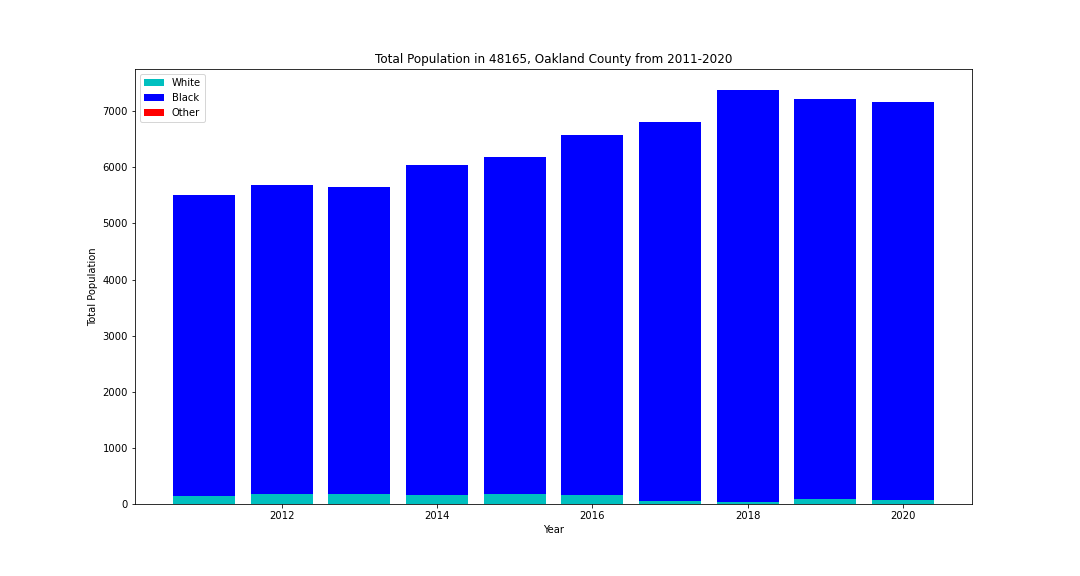 Total Population in 48165, Oakland County from 2011-2020
White
Black
Other
7000
6000
5000
4000
3000
2000
1000
0
Total Population
2012
2014
2016
2018
2020
Year